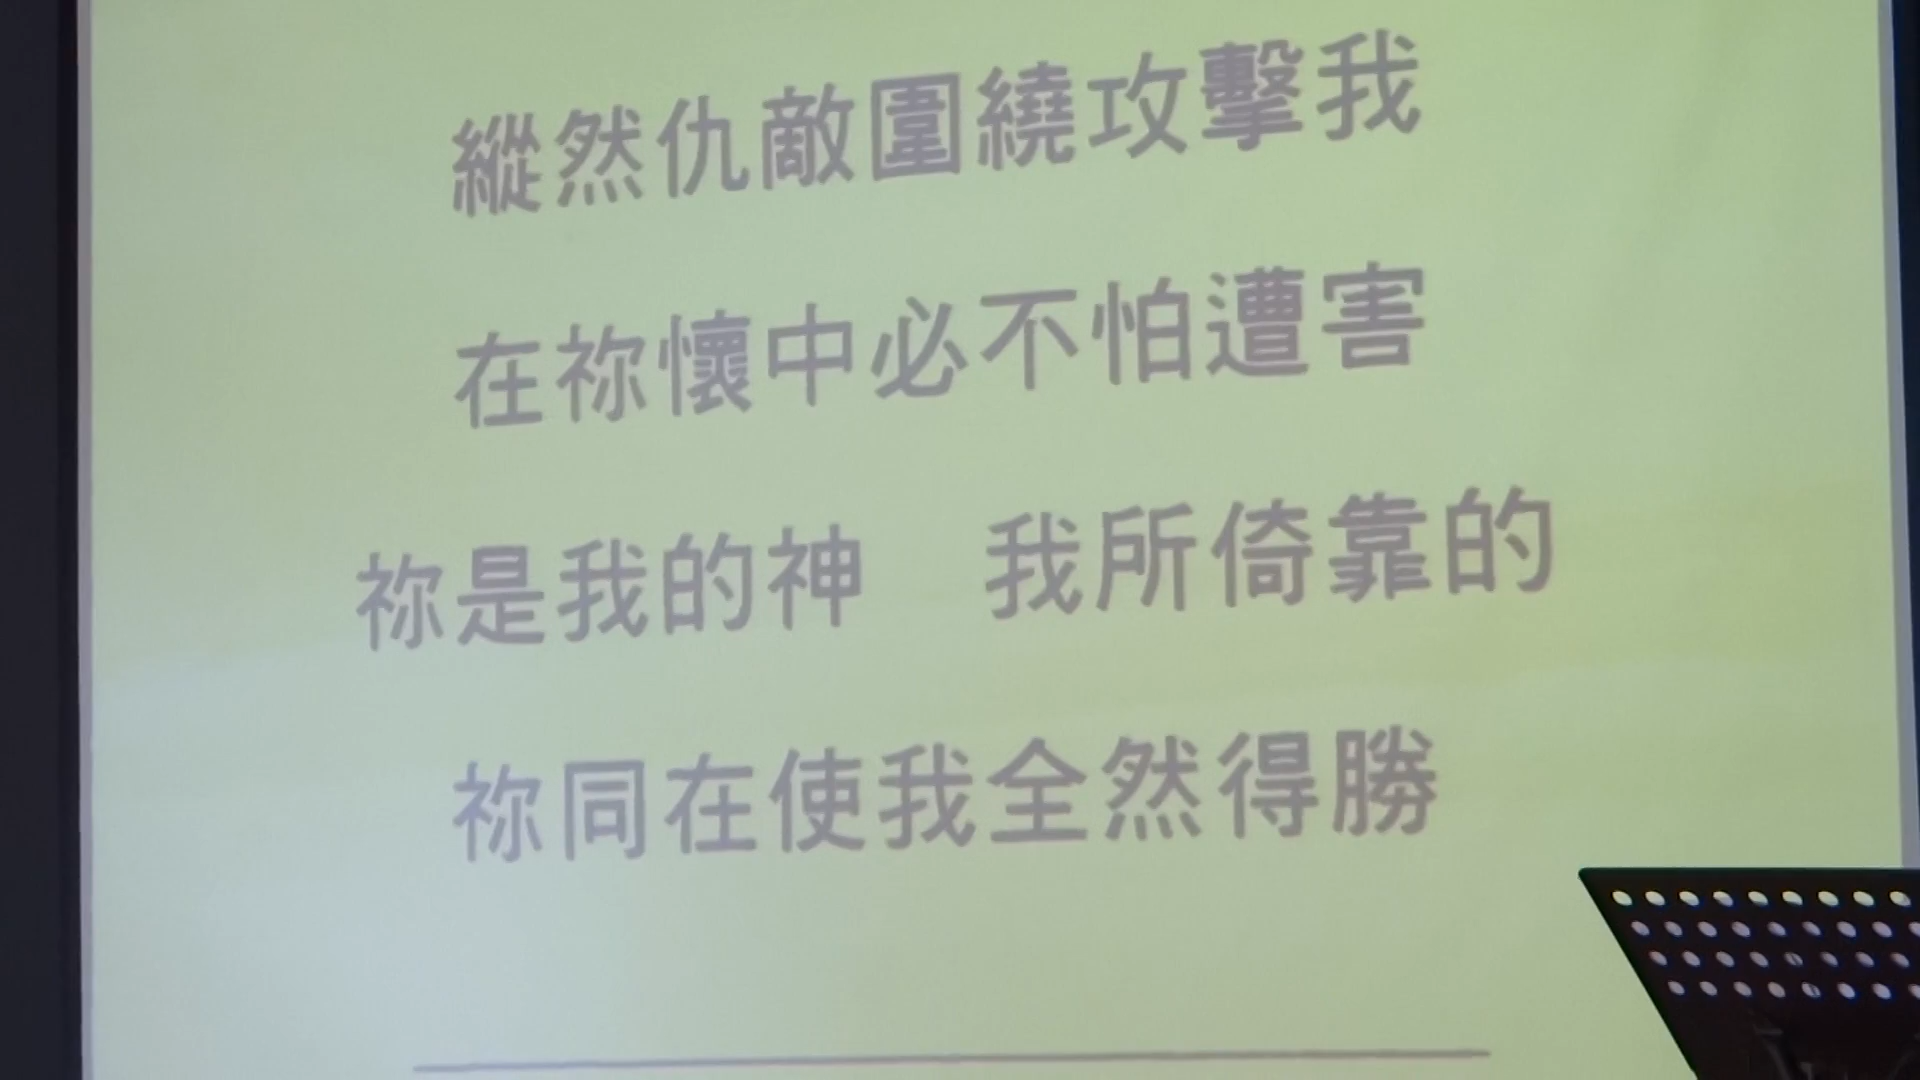 縱然仇敵圍繞攻擊我
在祢懷中必不怕遭害
祢是我的神　我所倚靠的
祢同在使我全然得勝